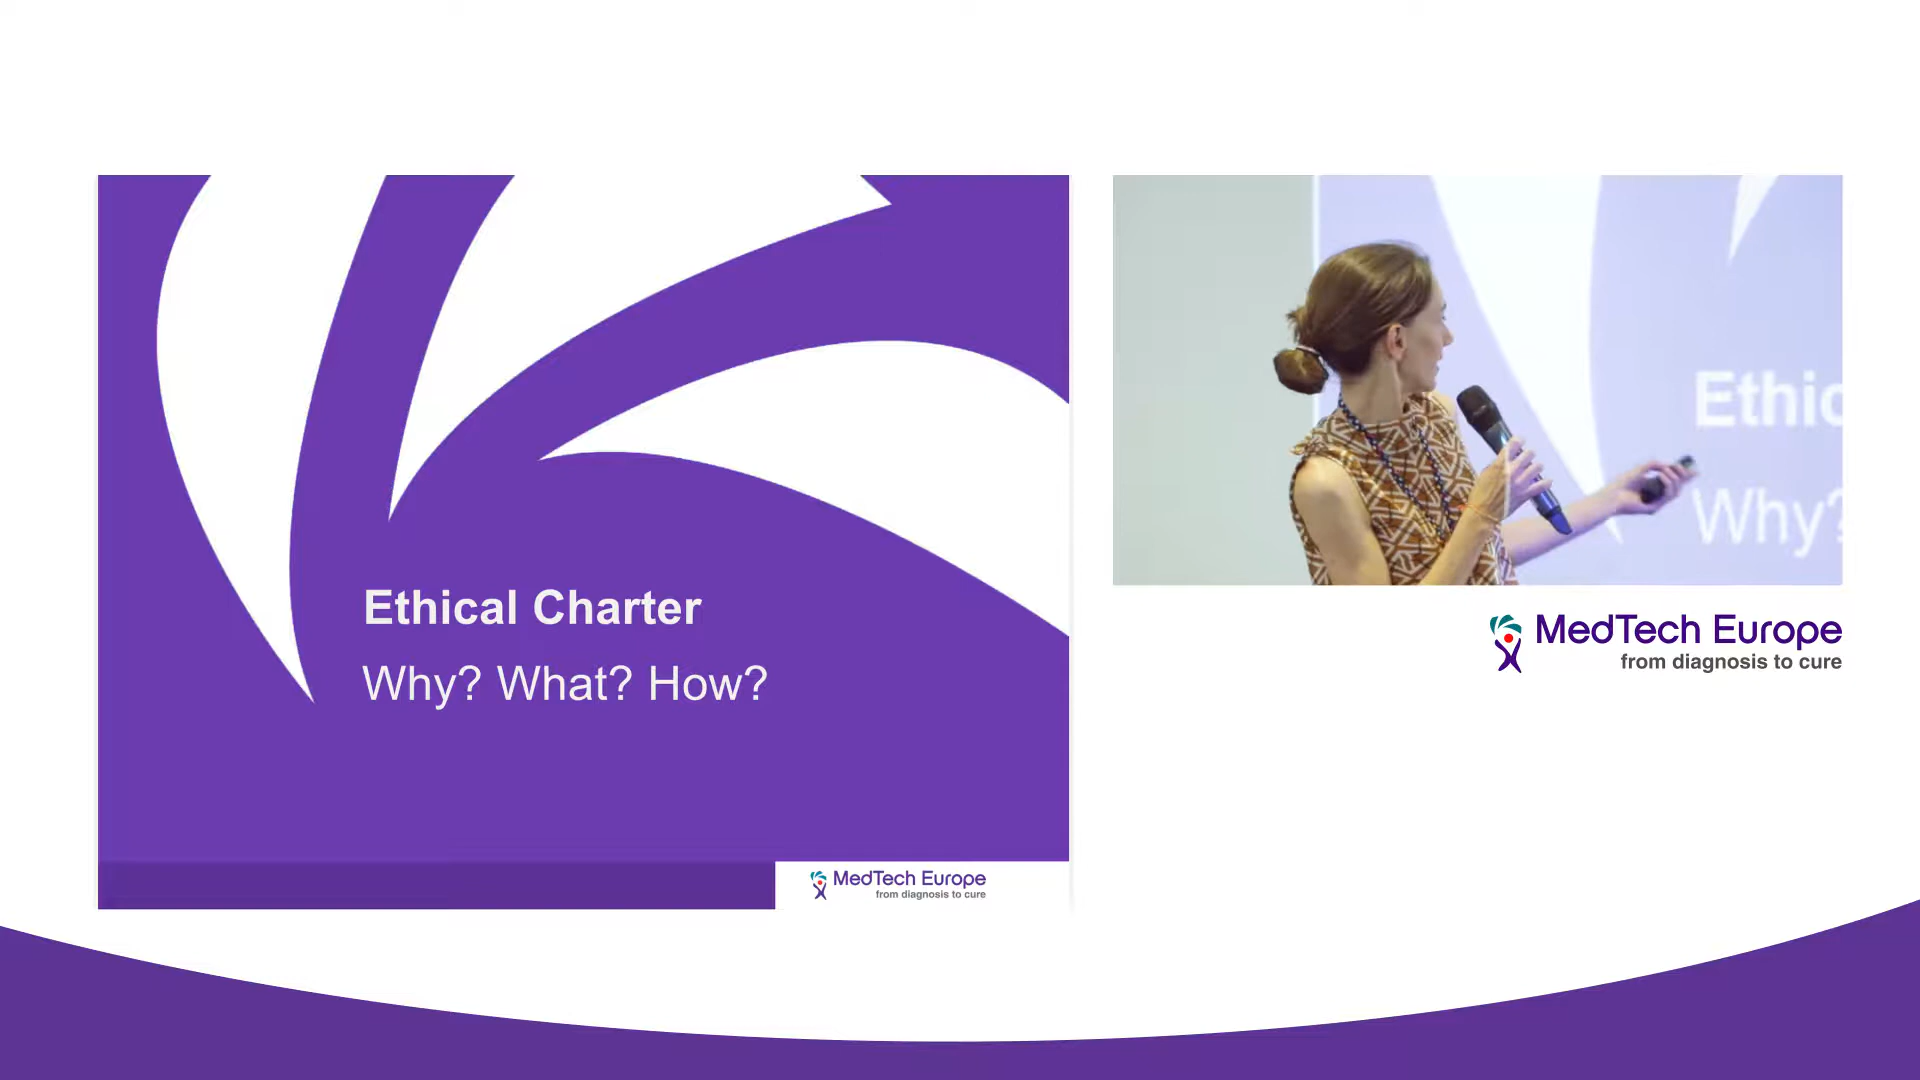 Ethical Charter
Why? What? How?
MedTech Europe
from diagnosis to cure
Ethic
Why?
MedTech Europe
from diagnosis to cure